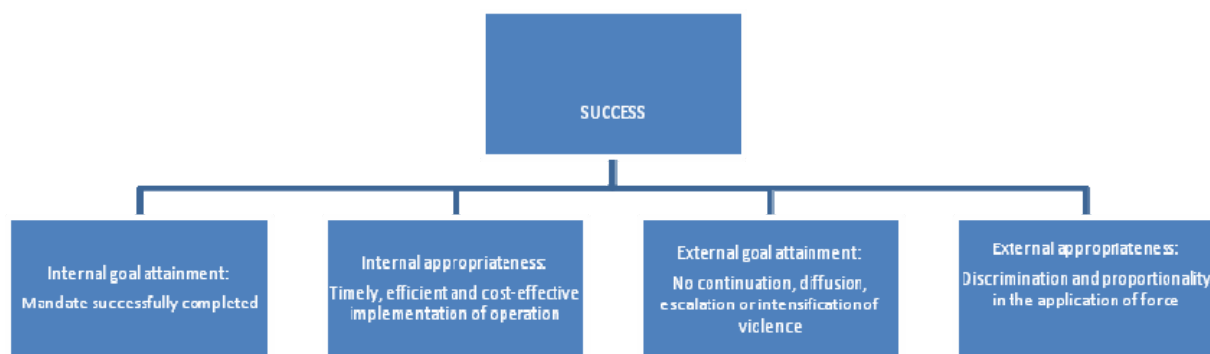 SUCCESS
Internal goal attainment:
Mandate successfully completed
Internal appropriateness:
Timely, efficient and cost-effective
implementation of operation
External goal attainment:
No continuation, diffusion,
escalation or intensification of
violence
External appropriateness:
Discrimination and proportionality
in the application of force